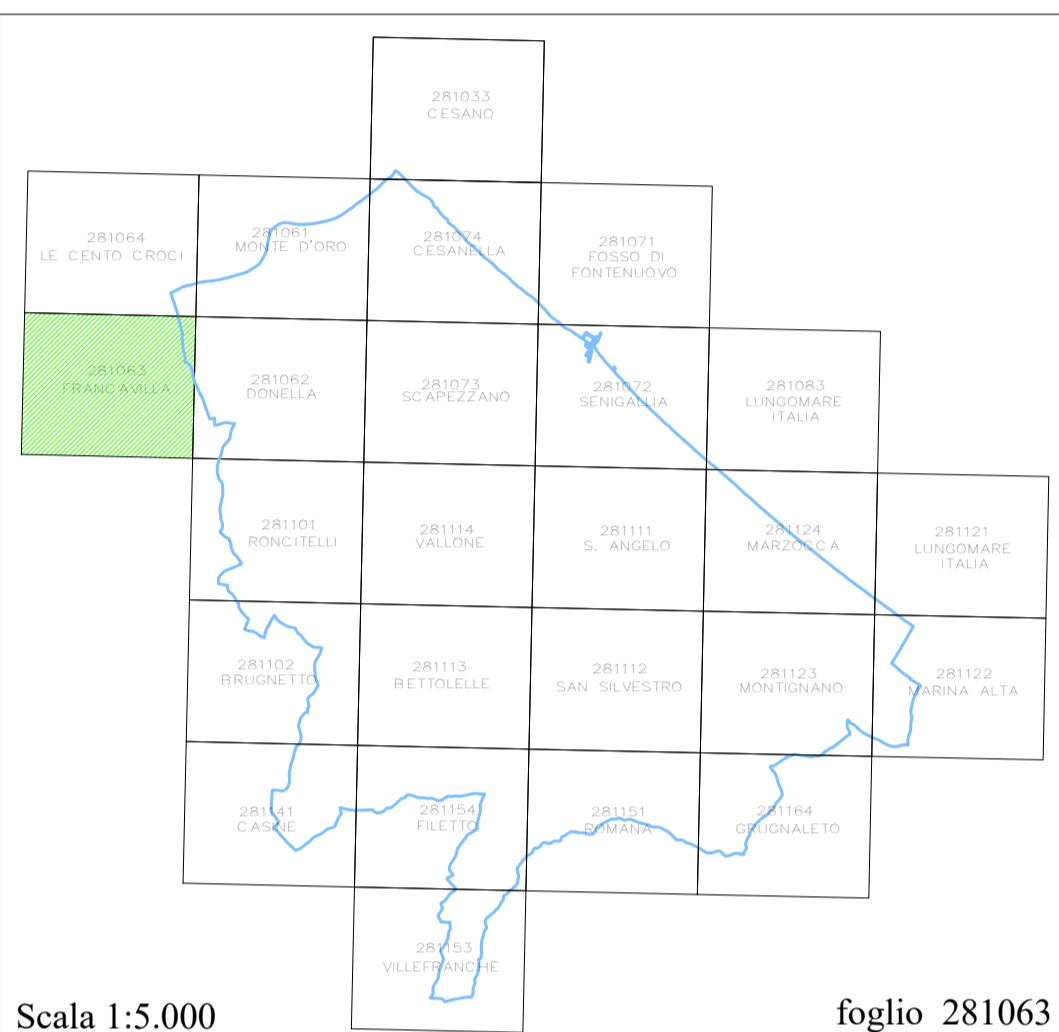 281033
CESANO
281064
LE CENTO CROCI
281061
MONTE D'ORO
281074
CESANELLA
281071
FOSSO DI
FONTENUOVO
281063
FRANCAVILLA
281062
DONELLA
281073
SCAPEZZANO
281072
SENIGALLIA
281083
LUNGOMARE
ITALIA
281101
RONCITELLI
281114
VALLONE
281111
S. ANGELO
281124
MARZOCCA
281121
LUNGOMARE
ITALIA
281102
BRUGNETTO
281113
BETTOLELLE
281112
SAN SILVESTRO
281123
MONTIGNANO
281122
MARINA ALTA
281141
CASINE
281154
FILETTO
281151
ROMANA
281164
GRUGNALETO
281153
VILLEFRANCHE
Scala 1:5.000
foglio 281063